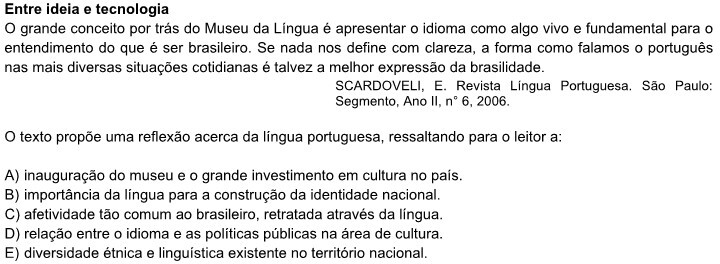 Entre ideia e tecnologia
O grande conceito por trás do Museu da Língua é apresentar o idioma como algo vivo e fundamental para o
entendimento do que é ser brasileiro. Se nada nos define com clareza, a forma como falamos o português
nas mais diversas situações cotidianas é talvez a melhor expressão da brasilidade.
SCARDOVELI, E. Revista Língua Portuguesa. São Paulo:
Segmento, Ano II, n° 6, 2006.
O texto propõe uma reflexão acerca da língua portuguesa, ressaltando para o leitor a:
A) inauguração do museu e o grande investimento em cultura no país.
B) importância da língua para a construção da identidade nacional.
C) afetividade tão comum ao brasileiro, retratada através da língua.
D) relação entre o idioma e as políticas públicas na área de cultura.
E) diversidade étnica e linguística existente no território nacional.